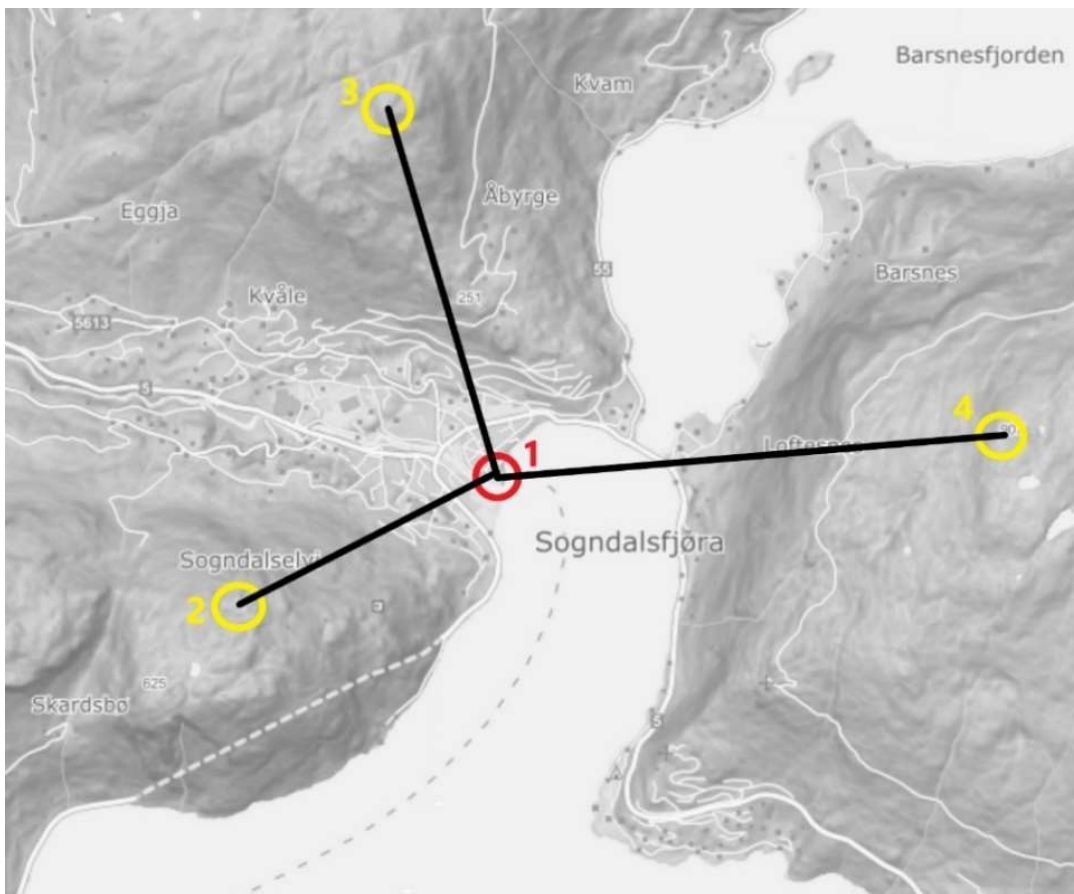 Barsnesfjorden
3
Kvam
Åbyrge
Eggja
55
Barsnes
Kvåle
251
5613
5
4
1
Sogndalsfjøra
Sogndalselvi
2
625
Skardsbø
5